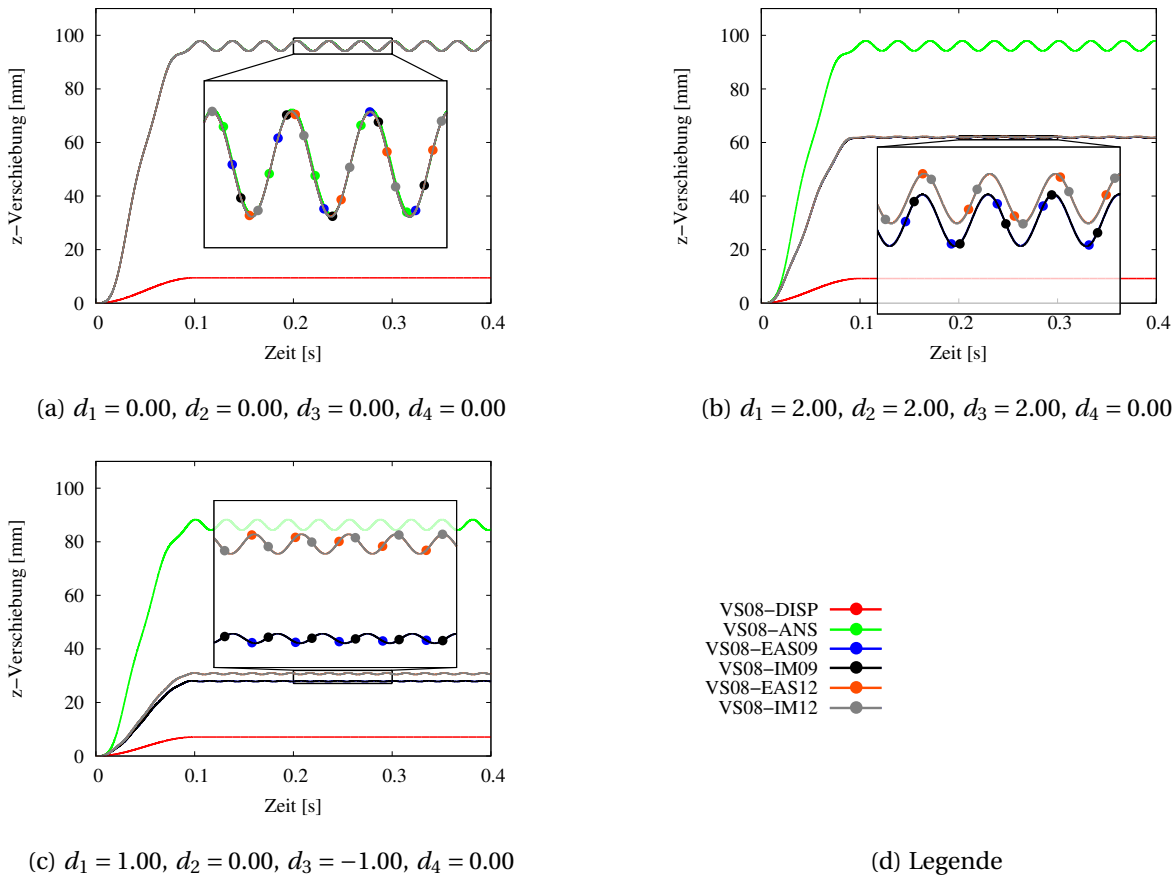 100
80
60
40
20
0
z−Verschiebung [mm]
0
0.1
0.2
0.3
0.4
Zeit [s]
(a) d1 = 0.00, d2 = 0.00, d3 = 0.00, d4 = 0.00
100
80
60
40
20
0
z−Verschiebung [mm]
0
0.1
0.2
0.3
0.4
Zeit [s]
(b) d1 = 2.00, d2 = 2.00, d3 = 2.00, d4 = 0.00
100
80
60
40
20
0
z−Verschiebung [mm]
0
0.1
0.2
0.3
0.4
Zeit [s]
(c) d1 = 1.00, d2 = 0.00, d3 = −1.00, d4 = 0.00
VS08−DISP
VS08−ANS
VS08−EAS09
VS08−IM09
VS08−EAS12
VS08−IM12
(d) Legende